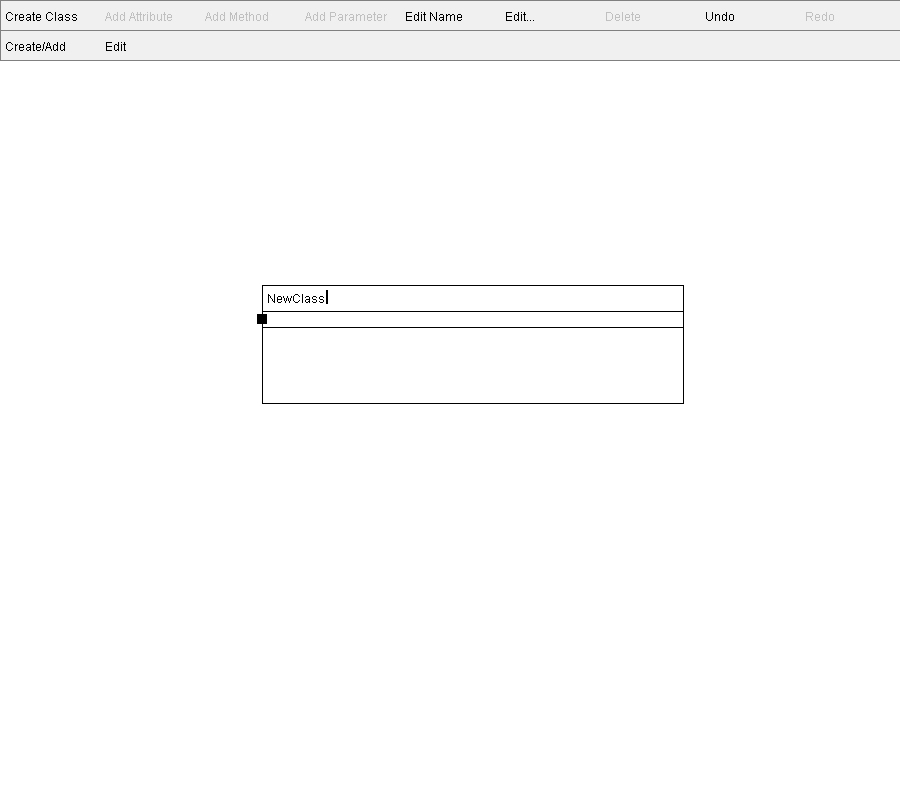 Create Class Add Attribute Add Method Add Parameter Edit Name Edit... Delete Undo Redo
Create/Add Edit
NewClass